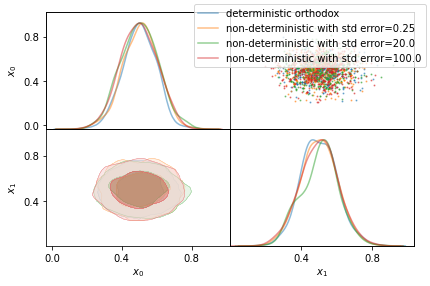 deterministic orthodox
non-deterministic with std error=0.25
non-deterministic with std error=20.0
non-deterministic with std error=100.0
x₀
0.8
0.4
0.0
x₁
0.8
0.4
0.0 0.4 0.8
0.4 0.8
x₀
x₁